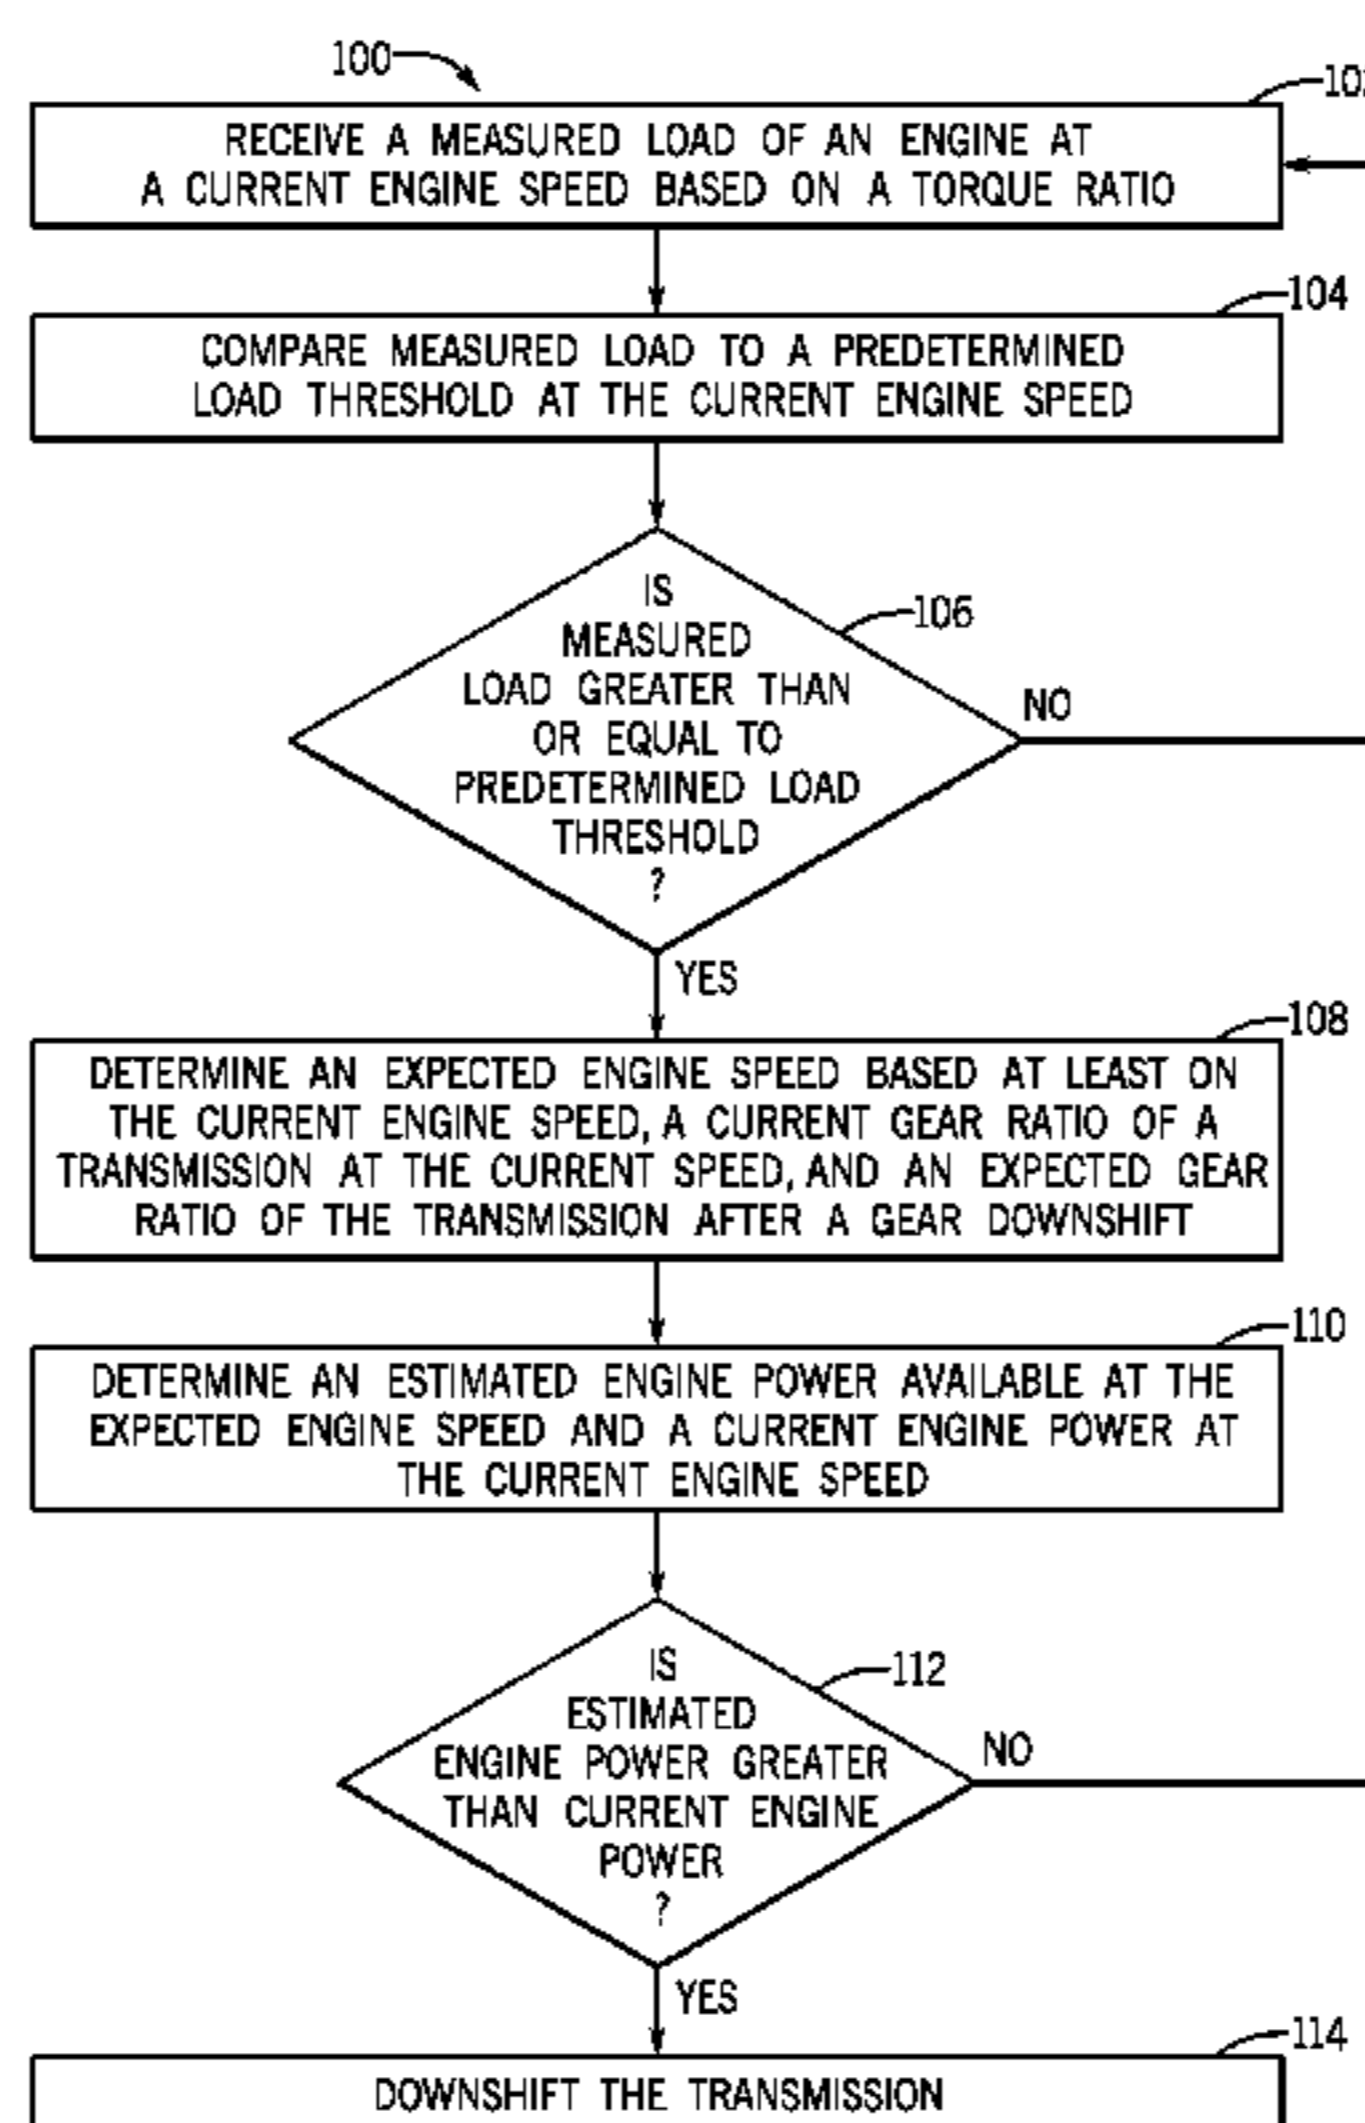 100
RECEIVE A MEASURED LOAD OF AN ENGINE AT
A CURRENT ENGINE SPEED BASED ON A TORQUE RATIO
104
COMPARE MEASURED LOAD TO A PREDETERMINED
LOAD THRESHOLD AT THE CURRENT ENGINE SPEED
106
IS
MEASURED
LOAD GREATER THAN
OR EQUAL TO
PREDETERMINED LOAD
THRESHOLD
?
NO
YES
108
DETERMINE AN EXPECTED ENGINE SPEED BASED AT LEAST ON
THE CURRENT ENGINE SPEED, A CURRENT GEAR RATIO OF A
TRANSMISSION AT THE CURRENT SPEED, AND AN EXPECTED GEAR
RATIO OF THE TRANSMISSION AFTER A GEAR DOWNSHIFT
110
DETERMINE AN ESTIMATED ENGINE POWER AVAILABLE AT THE
EXPECTED ENGINE SPEED AND A CURRENT ENGINE POWER AT
THE CURRENT ENGINE SPEED
112
IS
ESTIMATED
ENGINE POWER GREATER
THAN CURRENT ENGINE
POWER
?
NO
YES
114
DOWNSHIFT THE TRANSMISSION